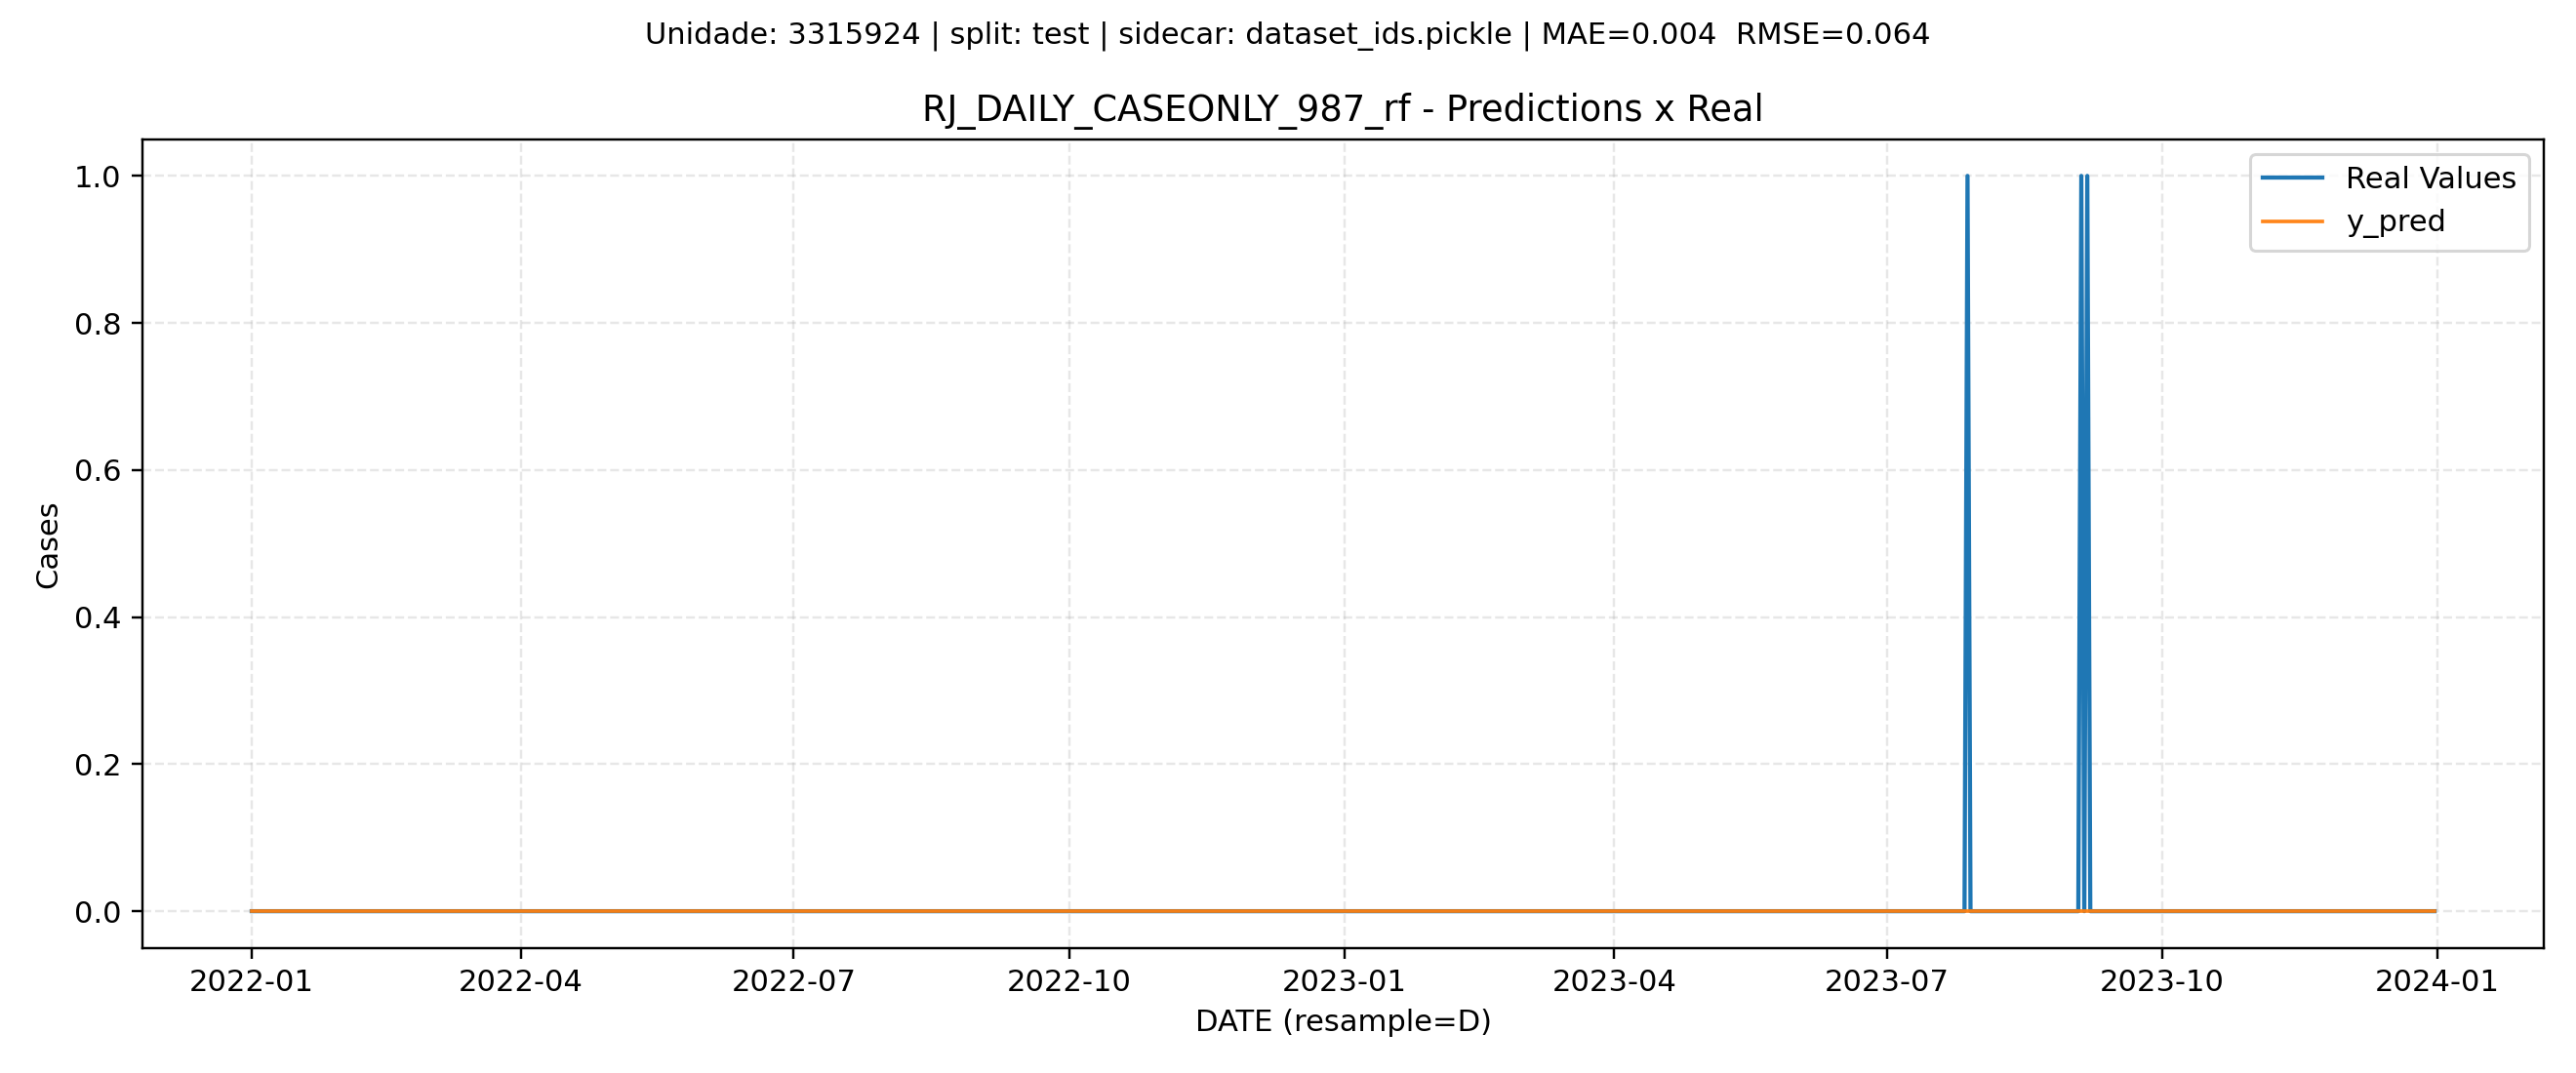 Unidade: 3315924 | split: test | sidecar: dataset_ids.pickle | MAE=0.004  RMSE=0.064
RJ_DAILY_CASEONLY_987_rf - Predictions x Real
Real Values
y_pred
1.0
0.8
0.6
0.4
0.2
0.0
Cases
2022-01 2022-04 2022-07 2022-10 2023-01 2023-04 2023-07 2023-10 2024-01
DATE (resample=D)